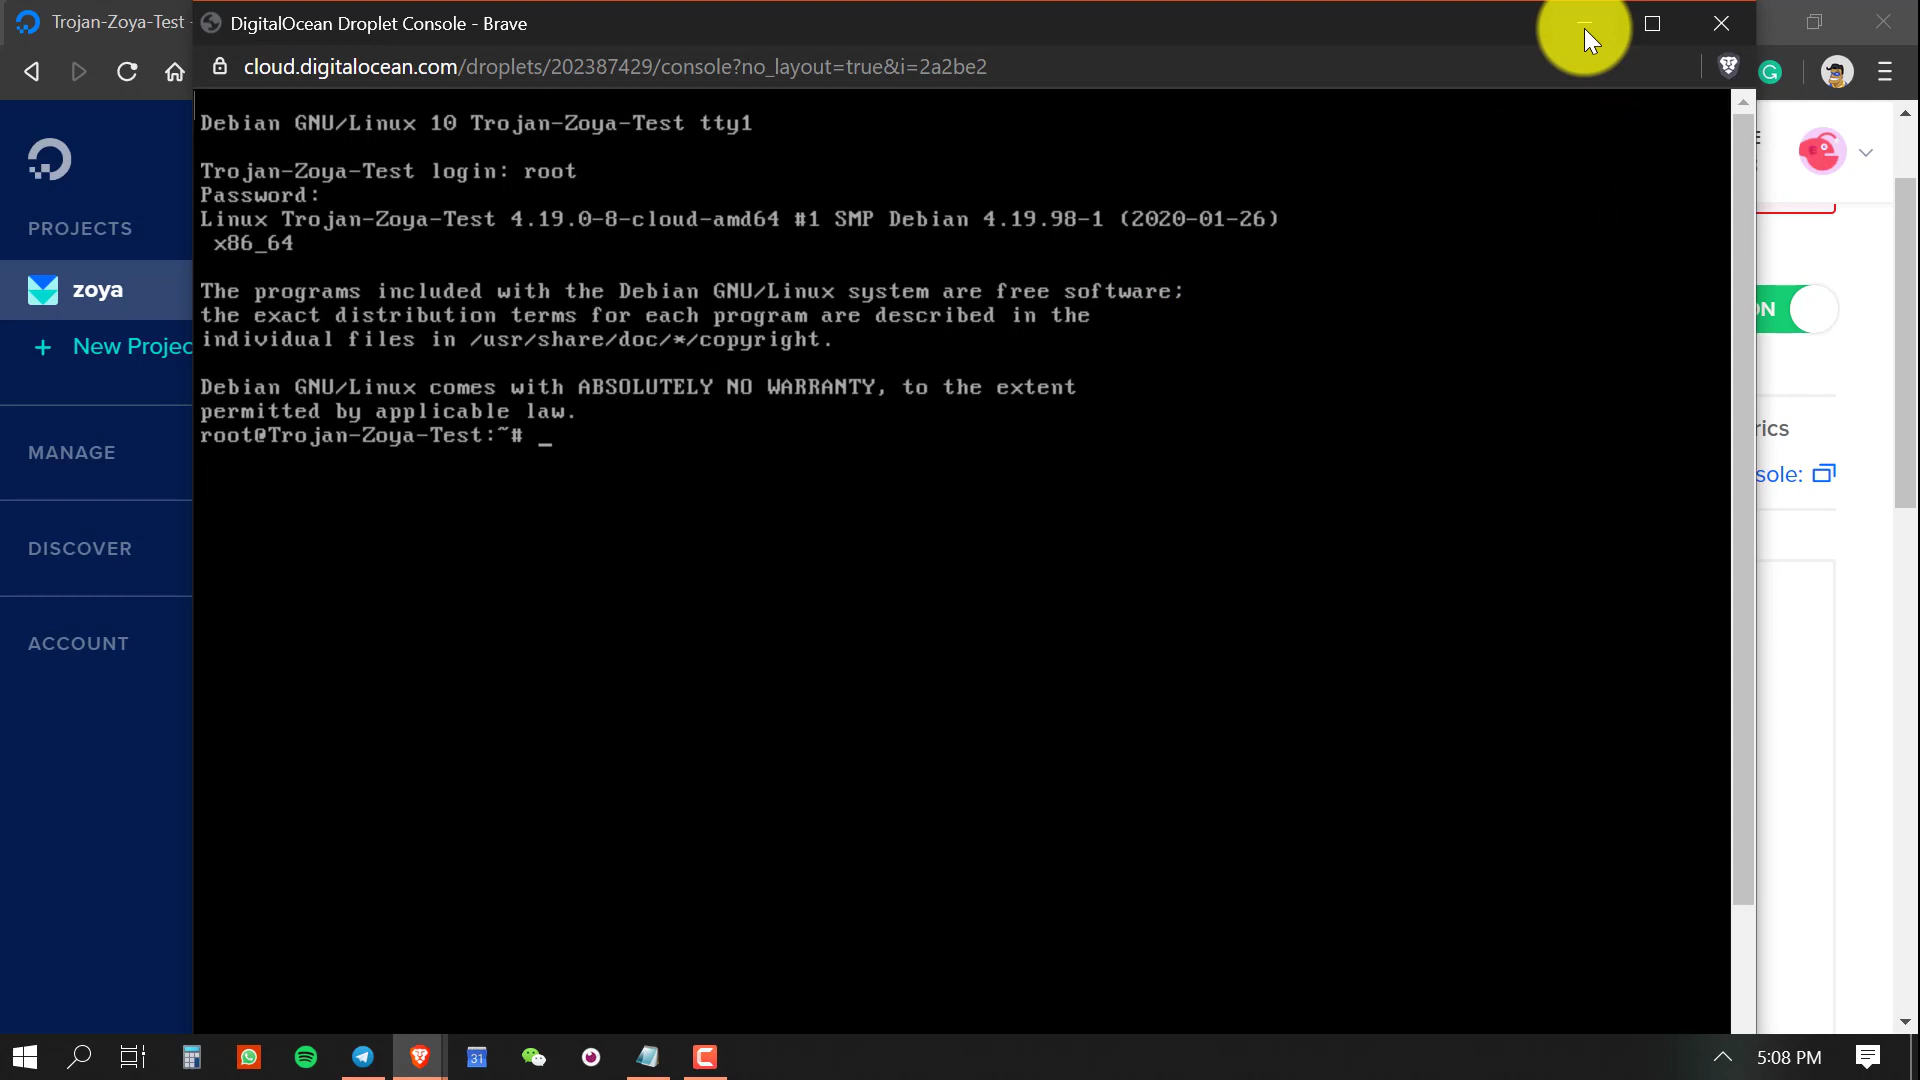 Trojan-Zoya-Test -
DigitalOcean Droplet Console - Brave
cloud.digitalocean.com/droplets/202387429/console?no_layout=true&i=2a2be2
PROJECTS
zoya
+ New Projec
MANAGE
DISCOVER
ACCOUNT
Debian GNU/Linux 10 Trojan-Zoya-Test tty1
Trojan-Zoya-Test login: root
Password:
Linux Trojan-Zoya-Test 4.19.0-8-cloud-amd64 #1 SMP Debian 4.19.98-1 (2020-01-26)
x86_64
The programs included with the Debian GNU/Linux system are free software;
the exact distribution terms for each program are described in the
individual files in /usr/share/doc/*/copyright.
Debian GNU/Linux comes with ABSOLUTELY NO WARRANTY, to the extent
permitted by applicable law.
root@Trojan-Zoya-Test:~# _
ON
rics
sole:
31
5:08 PM